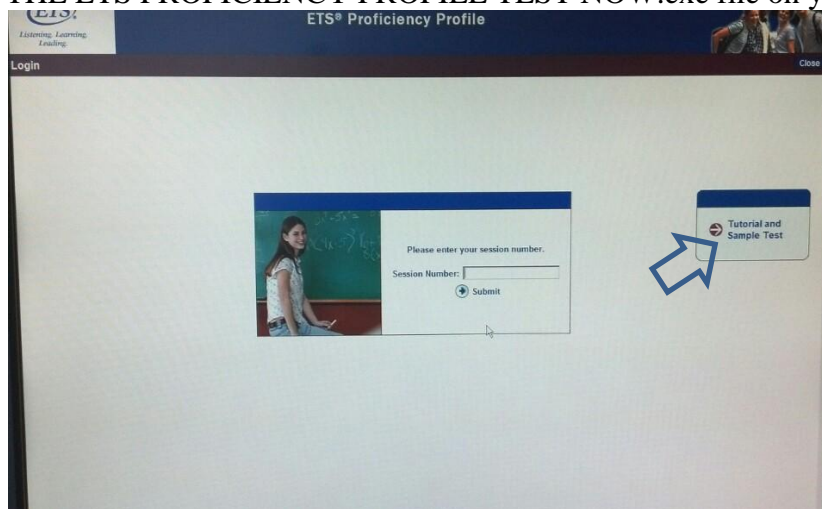 THE ETS PROFICIENCY PROFILE TEST NOW.exe file on y
ETS.
Listening. Learning.
Leading.
ETS® Proficiency Profile
Login
Close
Tutorial and
Sample Test
Please enter your session number.
Session Number:
Submit